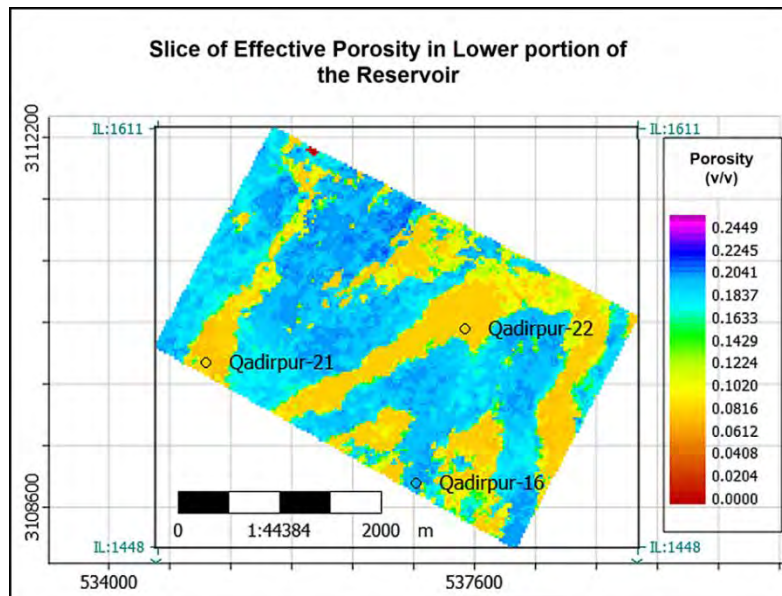 Slice of Effective Porosity in Lower portion of
the Reservoir
3112200
IL:1611
IL:1611
Porosity
(v/v)
0.2449
0.2245
0.2041
0.1837
0.1633
0.1429
0.1224
0.1020
0.0816
0.0612
0.0408
0.0204
0.0000
Qadirpur-22
Qadirpur-21
Qadirpur-16
0 1:44384 2000 m
3108600
IL:1448
IL:1448
534000
537600